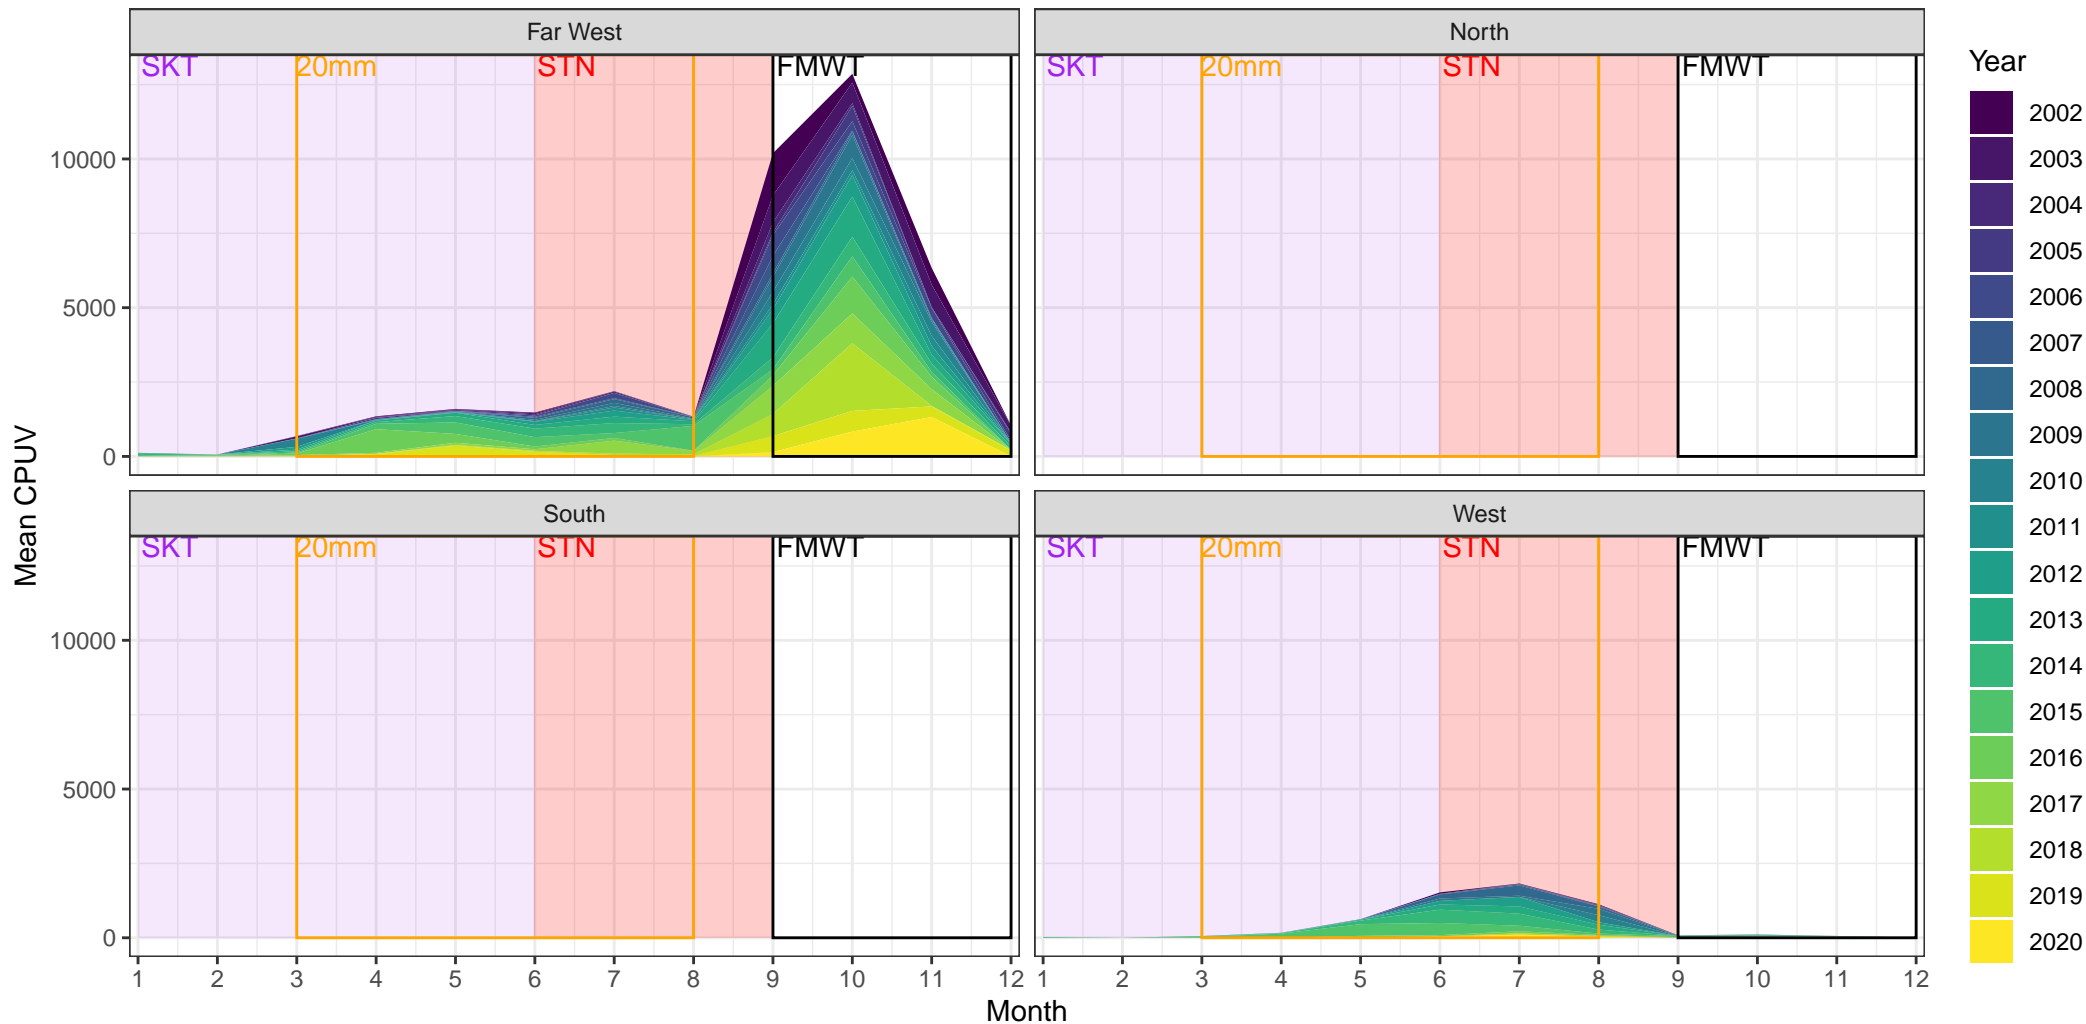 Far West
North
SKT 20mm STN FMWT
SKT 20mm STN FMWT
10000
5000
0
South
West
SKT 20mm STN FMWT
SKT 20mm STN FMWT
10000
5000
0
1 2 3 4 5 6 7 8 9 10 11 12
1 2 3 4 5 6 7 8 9 10 11 12
Month
Mean CPUV
Year
2002
2003
2004
2005
2006
2007
2008
2009
2010
2011
2012
2013
2014
2015
2016
2017
2018
2019
2020